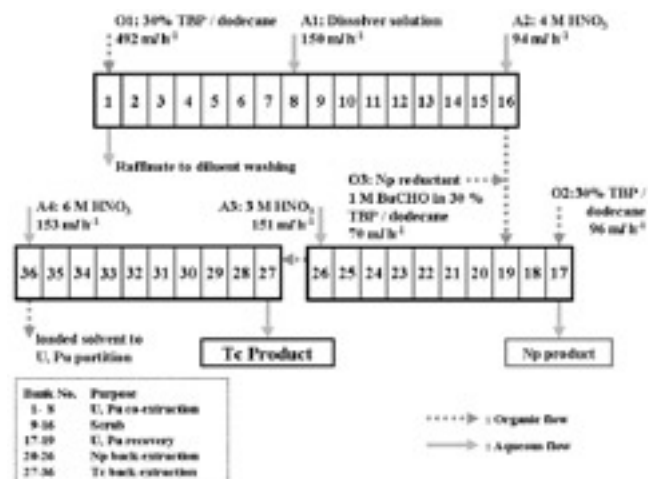 O1: 30% TBP / dodecane
492 ml h-1
A1: Dissolver solution
150 ml h-1
A2: 4 M HNO3
94 ml h-1
1 2 3 4 5 6 7 8 9 10 11 12 13 14 15 16
Raffinate to diluent washing
O3: Np reductant
1 M BuCHO in 30 %
TBP / dodecane
70 ml h-1
O2:30% TBP /
dodecane
96 ml h-1
A4: 6 M HNO3
153 ml h-1
A3: 3 M HNO3
151 ml h-1
36 35 34 33 32 31 30 29 28 27
26 25 24 23 22 21 20 19 18 17
loaded solvent to
U, Pu partition
Tc Product
Np product
Bank No. Purpose
1- 8 U, Pu co-extraction
9-16 Scrub
17-19 U, Pu recovery
20-26 Np back extraction
27-36 Tc back extraction
: Organic flow
: Aqueous flow